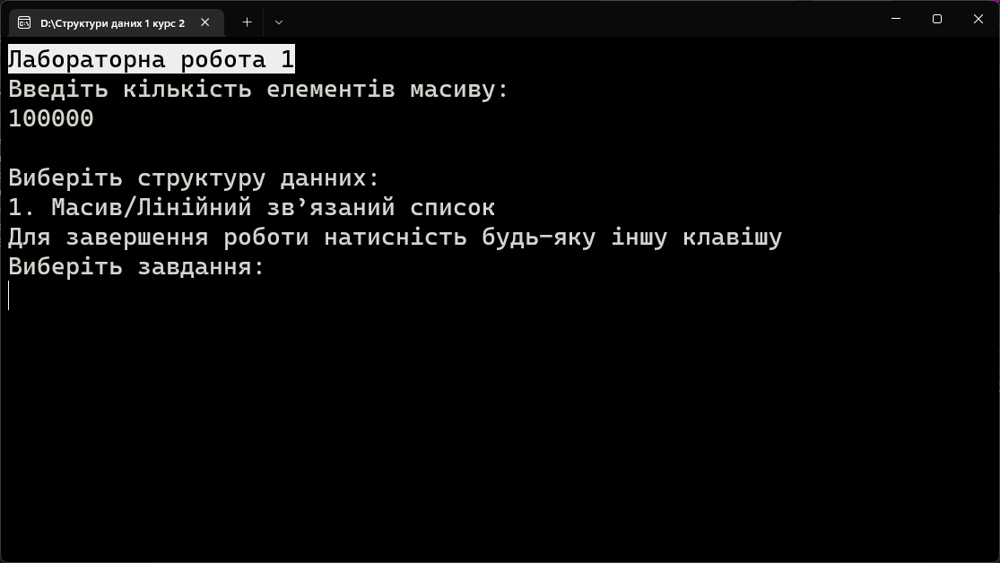 D:\Структури даних 1 курс 2
Лабораторна робота 1
Введіть кількість елементів масиву:
100000
Виберіть структуру данних:
1. Масив/Лінійний зв’язаний список
Для завершення роботи натисність будь-яку іншу клавішу
Виберіть завдання: